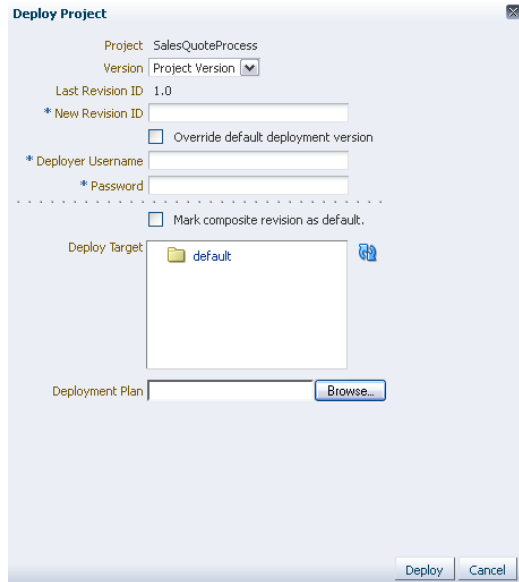 Deploy Project
Project SalesQuoteProcess
Version Project Version
Last Revision ID 1.0
* New Revision ID
Override default deployment version
* Deployer Username
* Password
Mark composite revision as default.
Deploy Target
default
Deployment Plan Browse...
Deploy Cancel